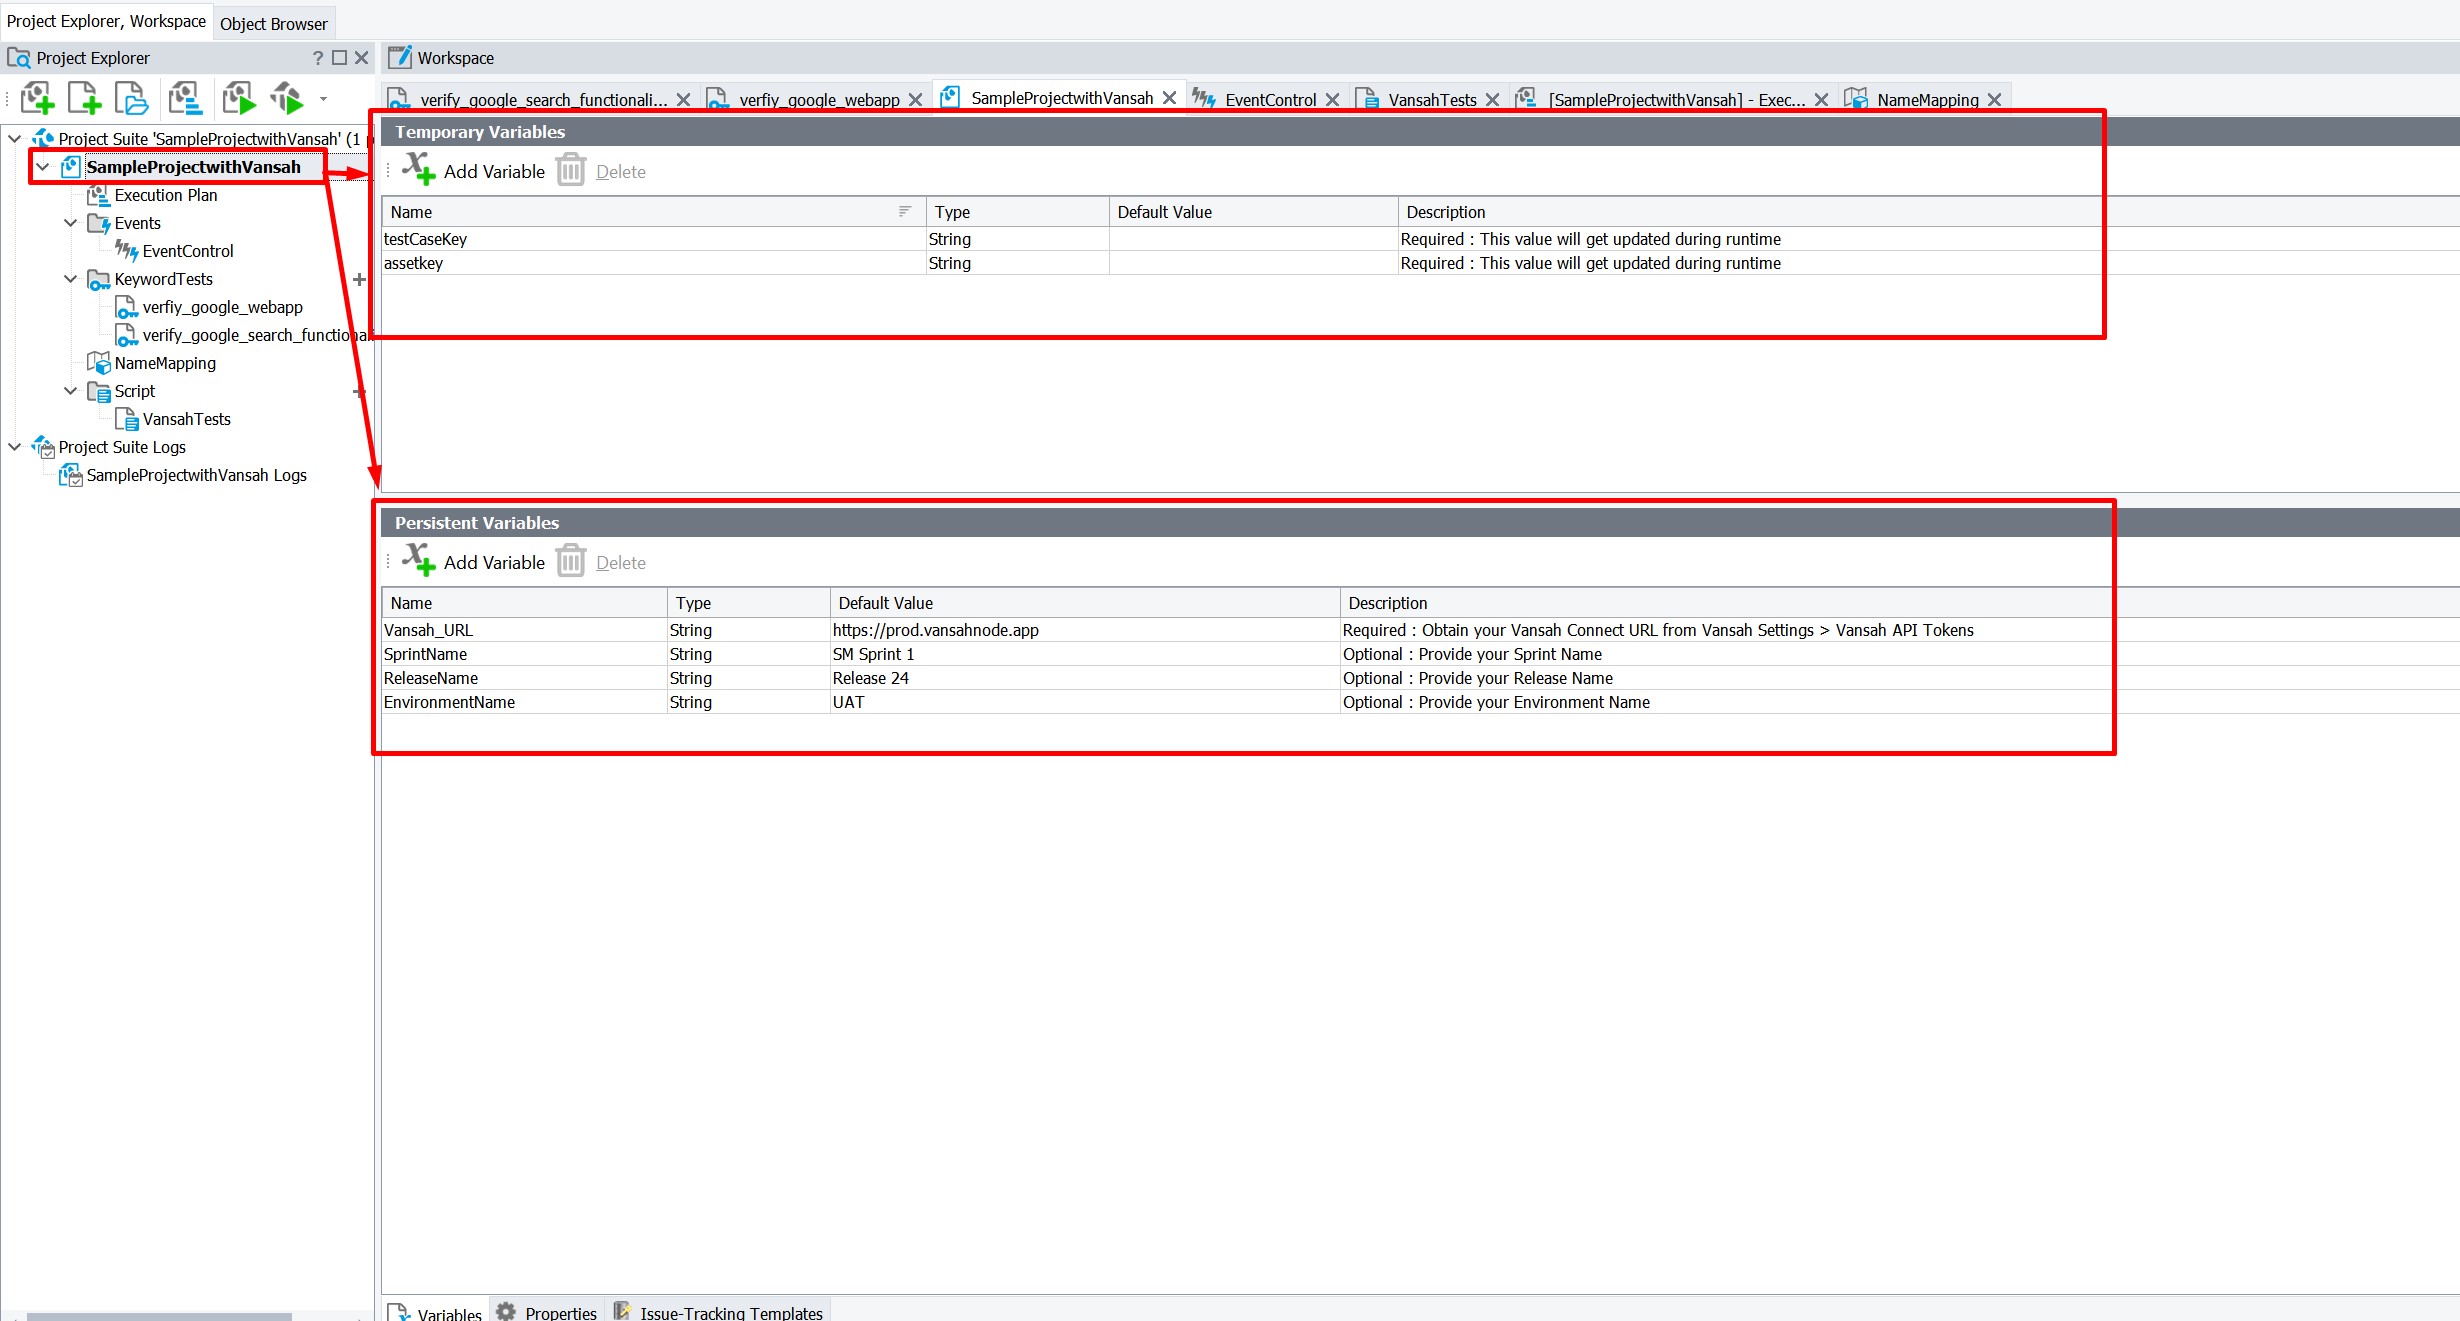 Project Explorer, Workspace
Object Browser
Project Explorer
?
Workspace
verify_google_search_functionali...
verfiy_google_webapp
SampleProjectwithVansah
EventControl
VansahTests
[SampleProjectwithVansah] - Exec...
NameMapping
Project Suite 'SampleProjectwithVansah' (1 p
SampleProjectwithVansah
Execution Plan
Events
EventControl
KeywordTests
verfiy_google_webapp
verify_google_search_functional
NameMapping
Script
VansahTests
Project Suite Logs
SampleProjectwithVansah Logs
Temporary Variables
Add Variable Delete
Name Type Default Value Description
testCaseKey String Required : This value will get updated during runtime
assetkey String Required : This value will get updated during runtime
Persistent Variables
Add Variable Delete
Name Type Default Value Description
Vansah_URL String https://prod.vansahnode.app Required : Obtain your Vansah Connect URL from Vansah Settings > Vansah API Tokens
SprintName String SM Sprint 1 Optional : Provide your Sprint Name
ReleaseName String Release 24 Optional : Provide your Release Name
EnvironmentName String UAT Optional : Provide your Environment Name
Variables Properties Issue-Tracking Templates